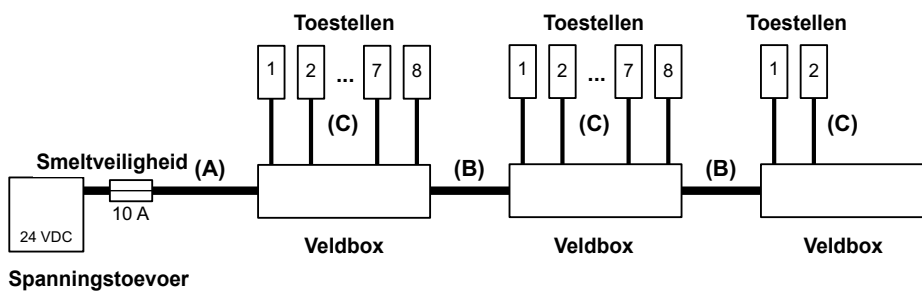 Toestellen
Toestellen
Toestellen
1 2 ... 7 8
1 2 ... 7 8
1 2
(C)
(C)
(C)
Smeltveiligheid
(A)
(B)
(B)
10 A
24 VDC
Veldbox
Veldbox
Veldbox
Spanningstoevoer